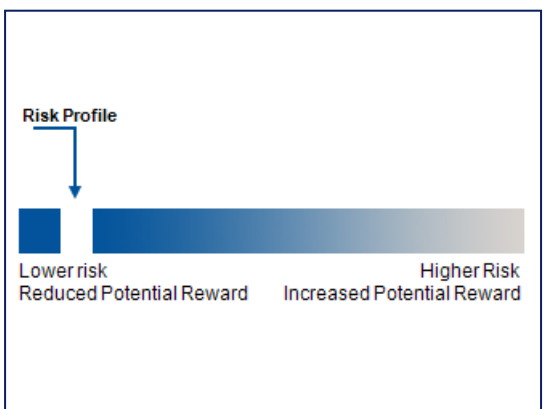 Risk Profile
Lower risk
Reduced Potential Reward
Higher Risk
Increased Potential Reward